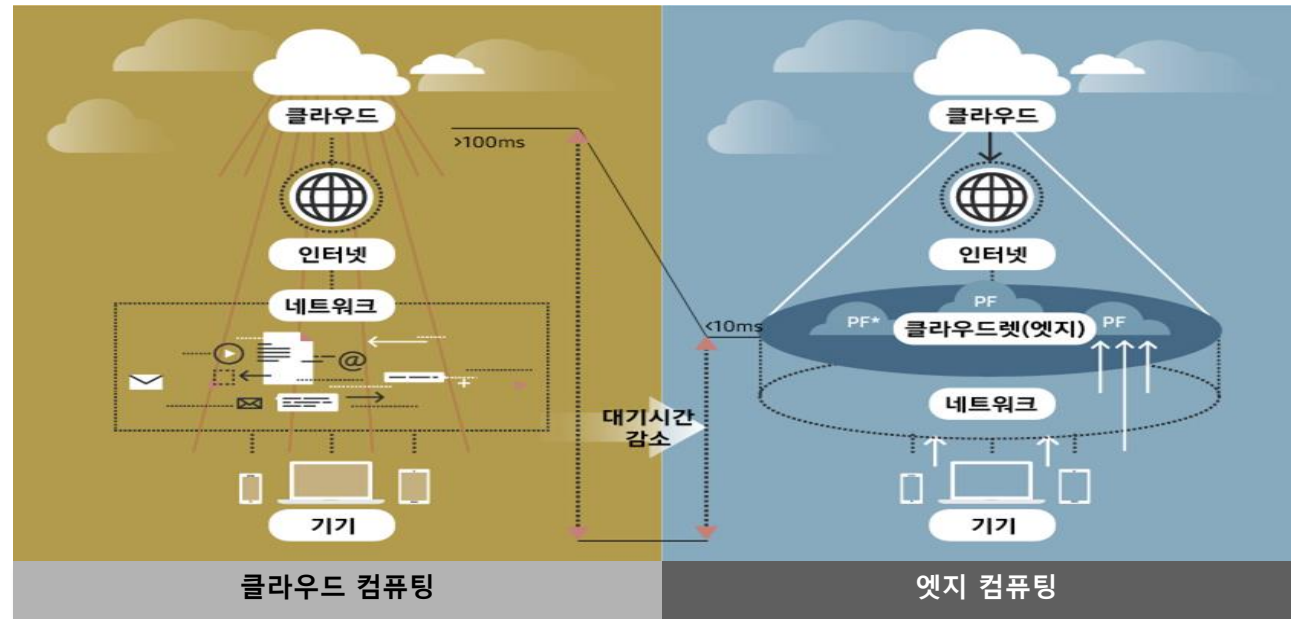 클라우드
>100ms
인터넷
네트워크
@
+
기기
클라우드 컴퓨팅
대기시간
감소
클라우드
인터넷
PF
<10ms
PF*
클라우드렛(엣지)
PF
네트워크
기기
엣지 컴퓨팅